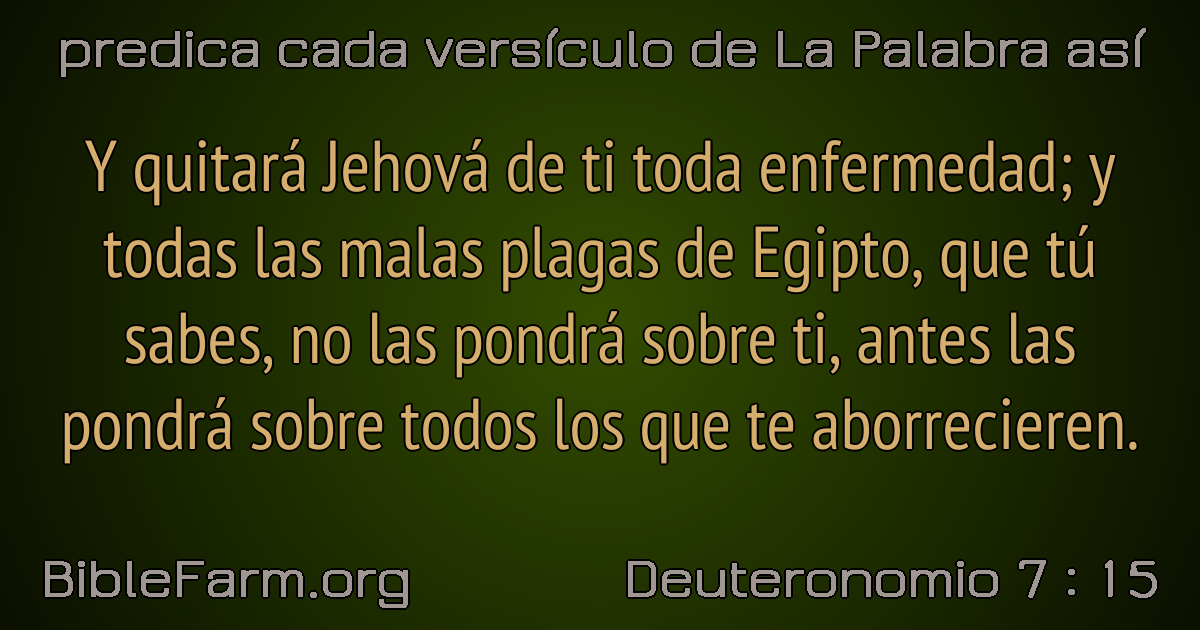 predica cada versículo de La Palabra así
Y quitará Jehová de ti toda enfermedad; y
todas las malas plagas de Egipto, que tú
sabes, no las pondrá sobre ti, antes las
pondrá sobre todos los que te aborrecieren.
BibleFarm.org
Deuteronomio 7 : 15